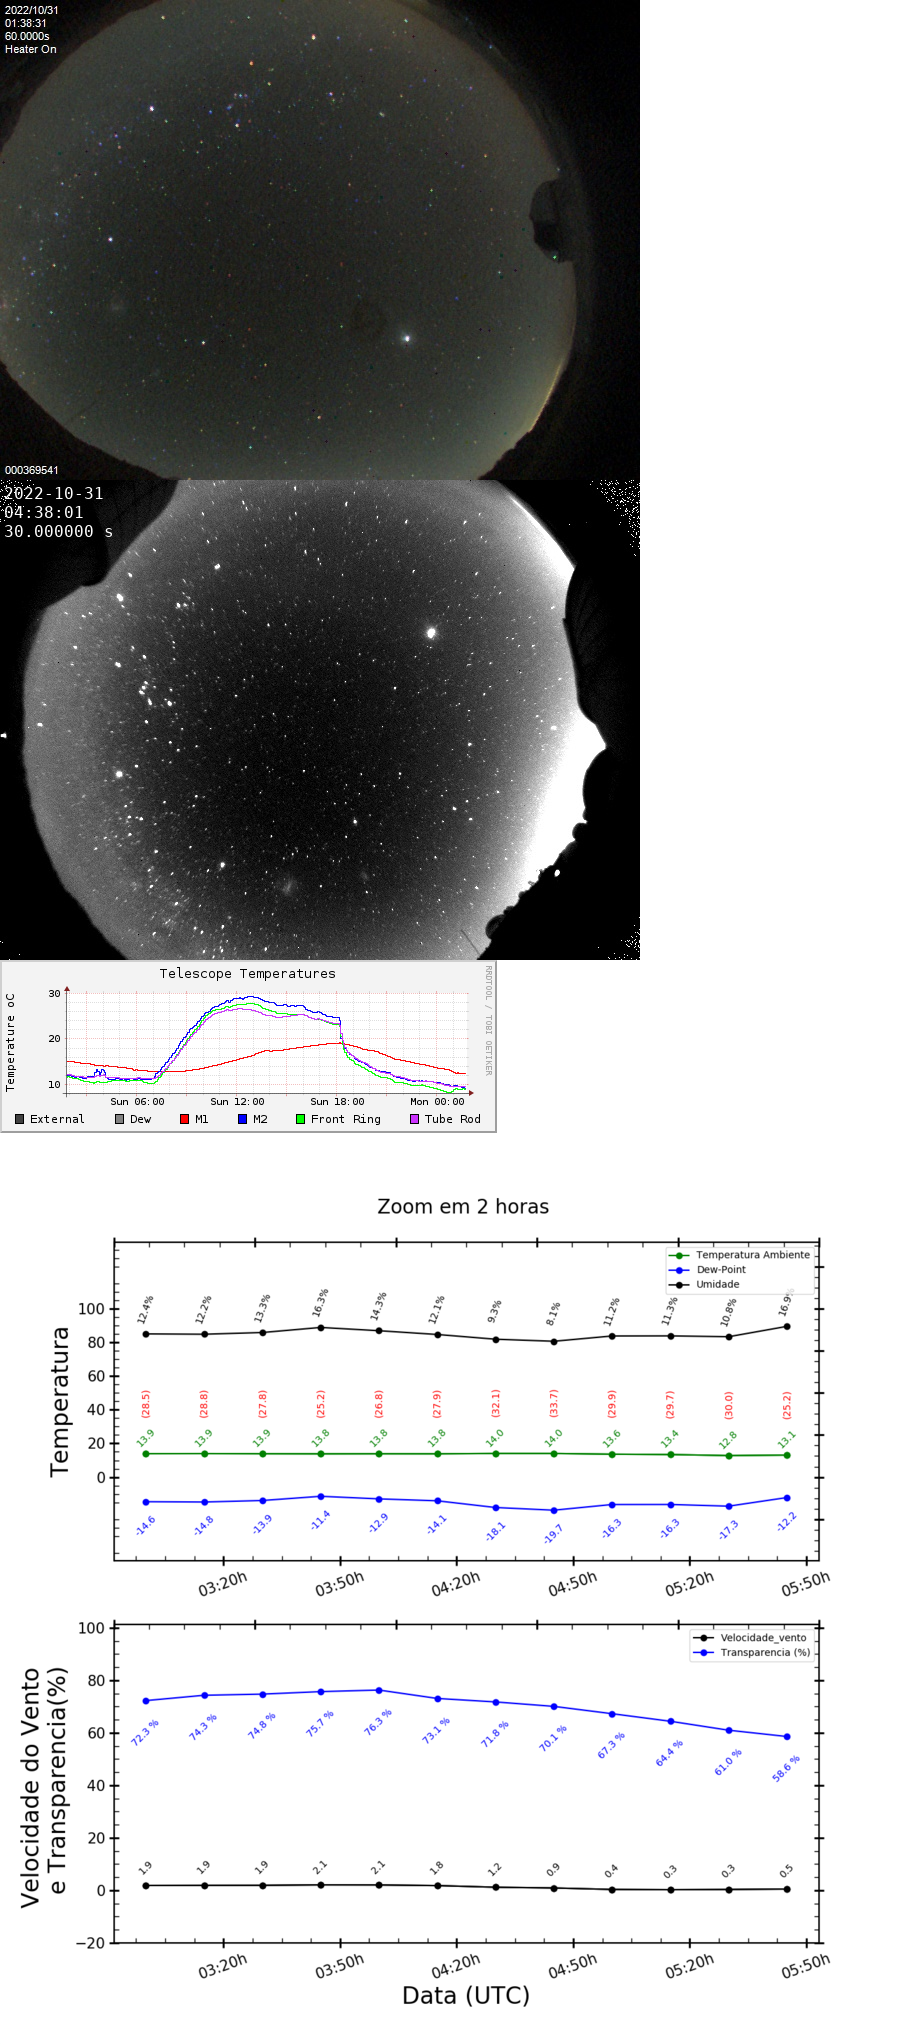 2022/10/31
01:38:31
60.0000s
Heater On
000369541
2022-10-31
04:38:01
30.000000 s
Telescope Temperatures
RRDTOOL / TOBI OETIKER
Temperature oC
30
20
10
Sun 06:00 Sun 12:00 Sun 18:00 Mon 00:00
External Dew M1 M2 Front Ring Tube Rod
Zoom em 2 horas
Temperatura Ambiente
Dew-Point
Umidade
Temperatura
100
80
60
40
20
0
12.4% 12.2% 13.3% 16.3% 14.3% 12.1% 9.3% 8.1% 11.2% 11.3% 10.8% 16.9%
(28.5) (28.8) (27.8) (25.2) (26.8) (27.9) (32.1) (33.7) (29.9) (29.7) (30.0) (25.2)
13.9 13.9 13.9 13.8 13.8 13.8 14.0 14.0 13.6 13.4 12.8 13.1
-14.6 -14.8 -13.9 -11.4 -12.9 -14.1 -18.1 -19.7 -16.3 -16.3 -17.3 -12.2
03:20h 03:50h 04:20h 04:50h 05:20h 05:50h
Velocidade_vento
Transparencia (%)
Velocidade do Vento
e Transparencia(%)
100
80
60
40
20
0
−20
72.3 % 74.3 % 74.8 % 75.7 % 76.3 % 73.1 % 71.8 % 70.1 % 67.3 % 64.4 % 61.0 % 58.6 %
1.9 1.9 1.9 2.1 2.1 1.8 1.2 0.9 0.4 0.3 0.3 0.5
03:20h 03:50h 04:20h 04:50h 05:20h 05:50h
Data (UTC)